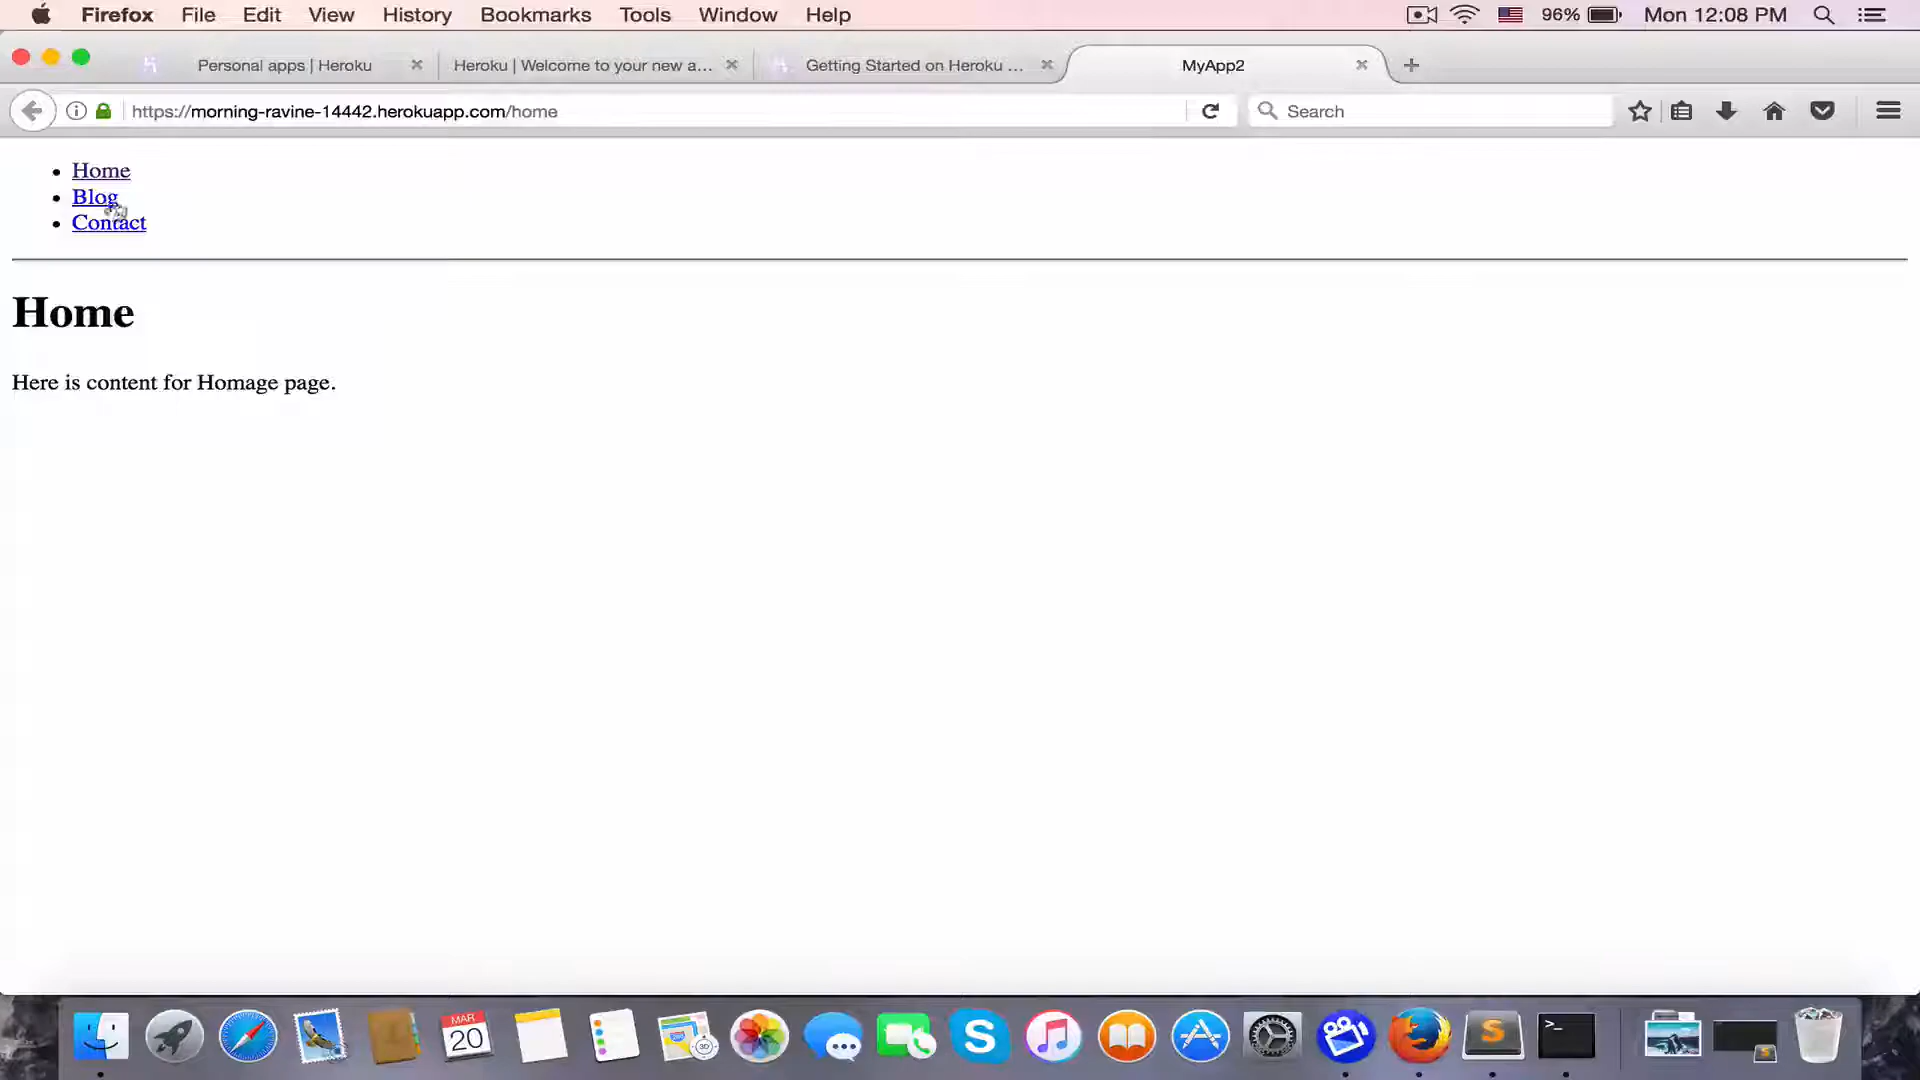 Firefox File Edit View History Bookmarks Tools Window Help 96% Mon 12:08 PM
Personal apps | Heroku Heroku | Welcome to your new a... Getting Started on Heroku ... MyApp2
https://morning-ravine-14442.herokuapp.com/home Search
Home
Blog
Contact
Home
Here is content for Homage page.
MAR
20
3D